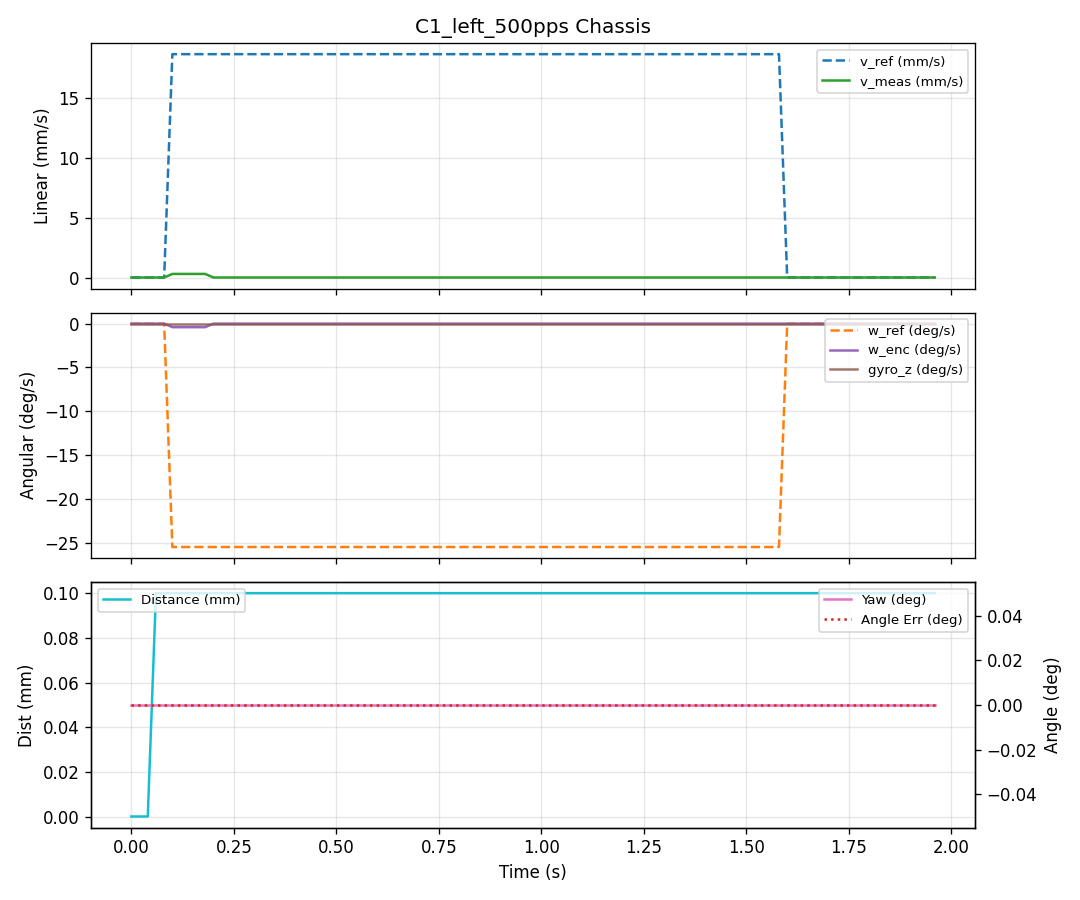 C1_left_500pps Chassis
Linear (mm/s)
15
10
5
0
v_ref (mm/s)
v_meas (mm/s)
Angular (deg/s)
0
−5
−10
−15
−20
−25
w_ref (deg/s)
w_enc (deg/s)
gyro_z (deg/s)
Dist (mm)
0.10
0.08
0.06
0.04
0.02
0.00
Distance (mm)
Yaw (deg)
Angle Err (deg)
0.04
0.02
0.00
−0.02
−0.04
Angle (deg)
0.00 0.25 0.50 0.75 1.00 1.25 1.50 1.75 2.00
Time (s)